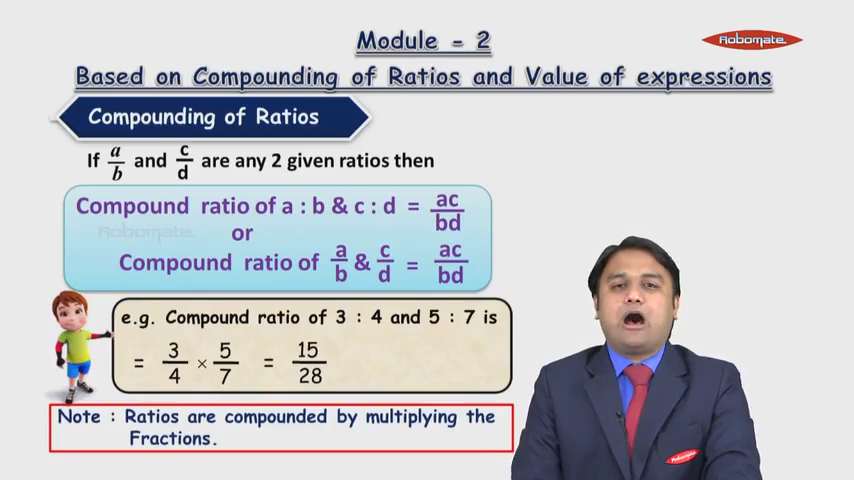 Module - 2
Robomate
Based on Compounding of Ratios and Value of expressions
Compounding of Ratios
If a/b and c/d are any 2 given ratios then
Compound ratio of a : b & c : d = ac/bd
Robomate
or
Compound ratio of a/b & c/d = ac/bd
e.g. Compound ratio of 3 : 4 and 5 : 7 is
= 3/4 × 5/7 = 15/28
Note : Ratios are compounded by multiplying the
Fractions.
Robomate